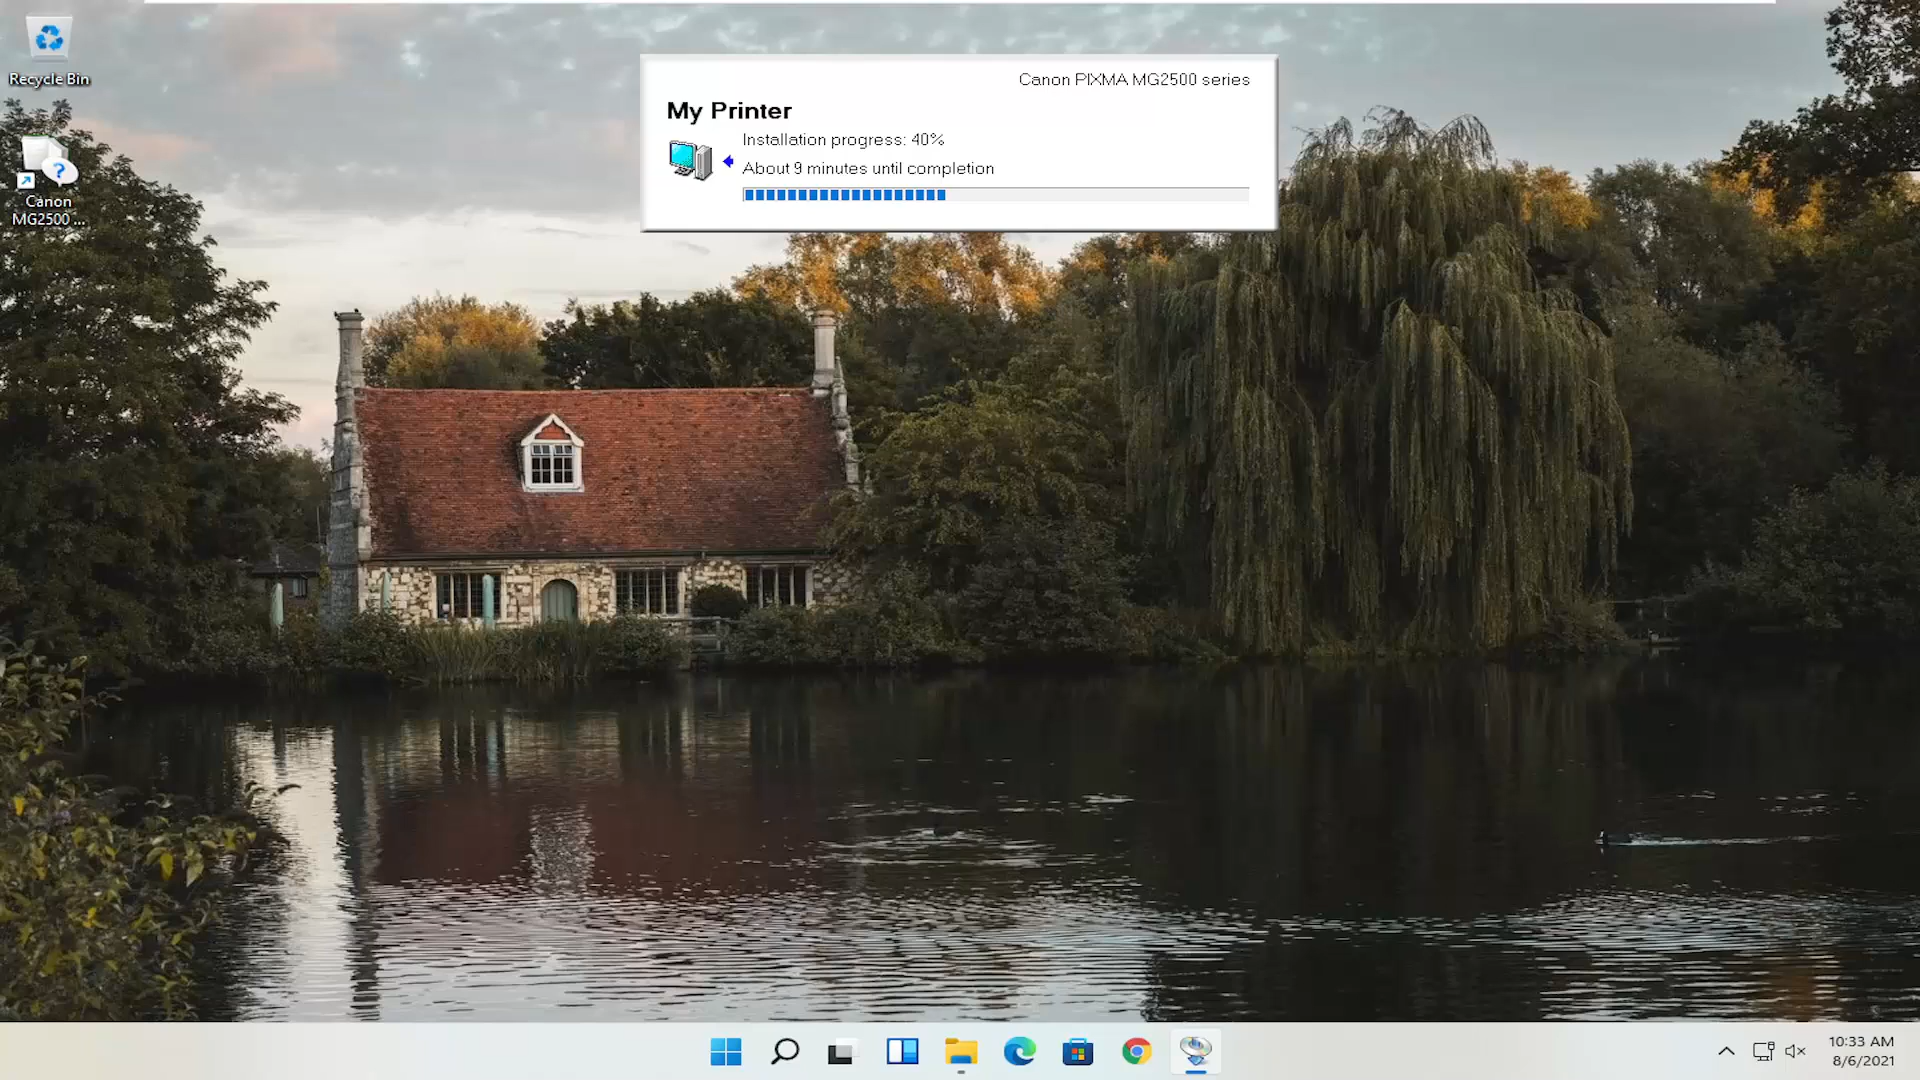 Recycle Bin
Canon
MG2500 ...
Canon PIXMA MG2500 series
My Printer
Installation progress: 40%
About 9 minutes until completion
10:33 AM
8/6/2021